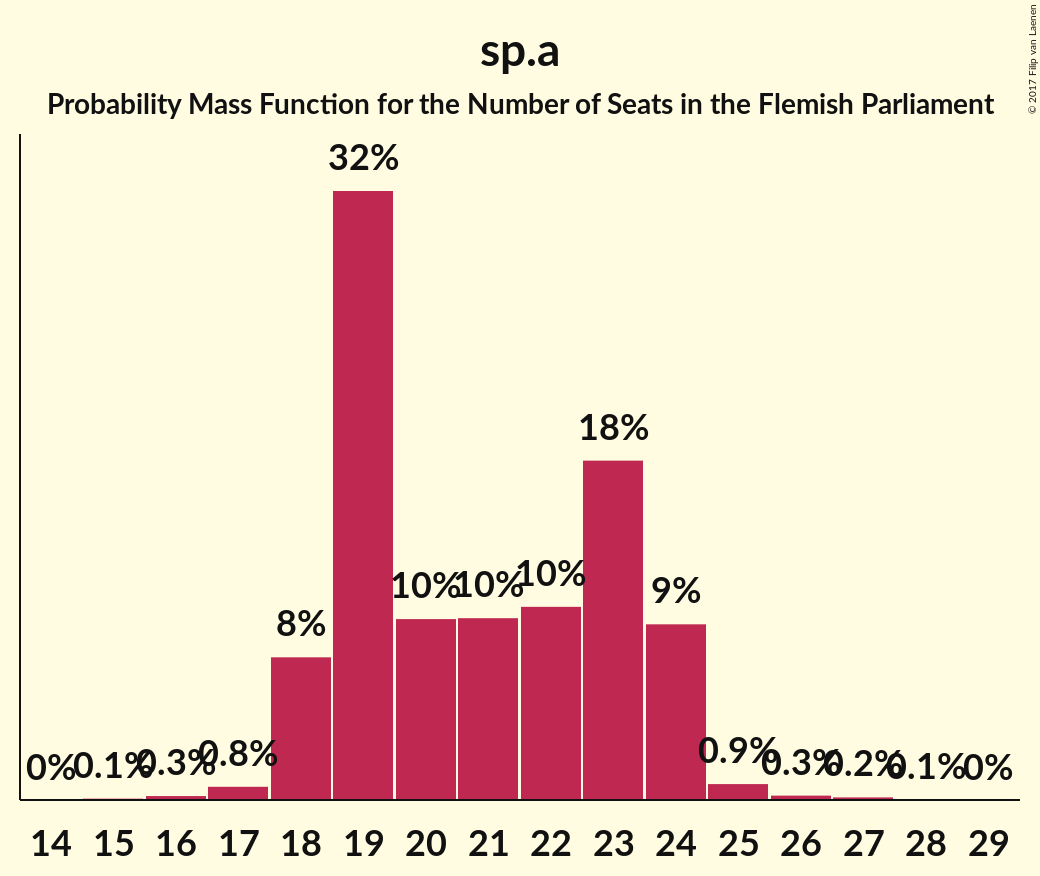 sp.a
Probability Mass Function for the Number of Seats in the Flemish Parliament
© 2017 Filip van Laenen
0% 0.1% 0.3% 0.8% 8% 32% 10% 10% 10% 18% 9% 0.9% 0.3% 0.2% 0.1% 0%
14 15 16 17 18 19 20 21 22 23 24 25 26 27 28 29